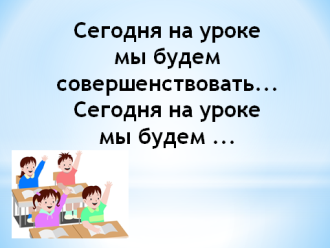 Сегодня на уроке
мы будем
совершенствовать...
Сегодня на уроке
мы будем ...